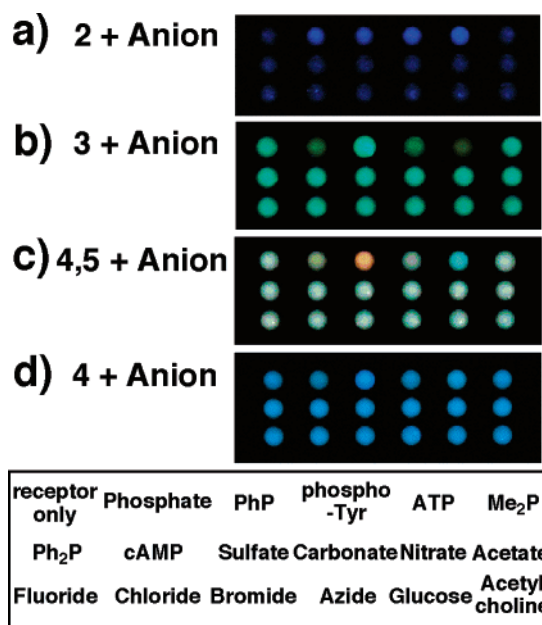 a) 2 + Anion
b) 3 + Anion
c) 4,5 + Anion
d) 4 + Anion
receptor only Phosphate PhP phospho-Tyr ATP Me₂P
Ph₂P cAMP Sulfate Carbonate Nitrate Acetate
Fluoride Chloride Bromide Azide Glucose Acetyl choline